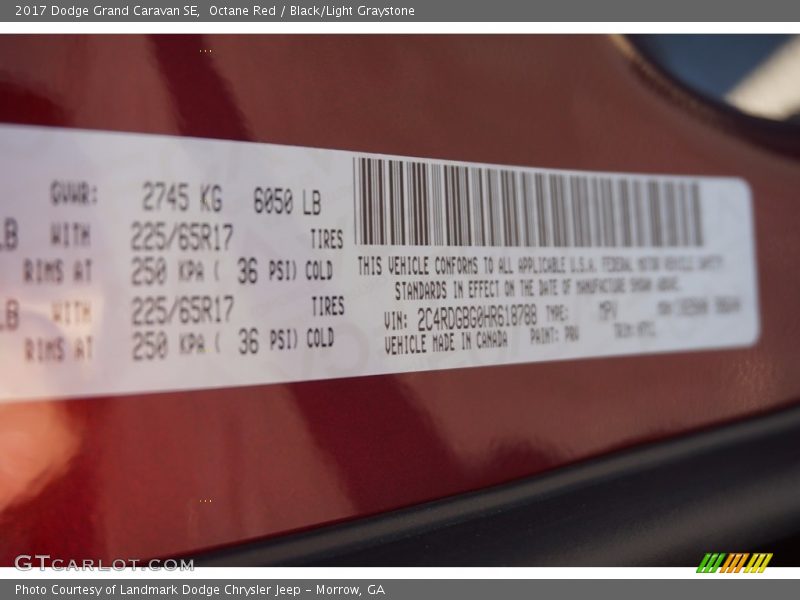 2017 Dodge Grand Caravan SE, Octane Red / Black/Light Graystone
GVWR: 2745 KG 6050 LB
LB WITH 225/65R17 TIRES
RIMS AT 250 KPA ( 36 PSI) COLD
LB WITH 225/65R17 TIRES
RIMS AT 250 KPA ( 36 PSI) COLD
THIS VEHICLE CONFORMS TO ALL APPLICABLE U.S.A. FEDERAL MOTOR VEHICLE SAFETY
STANDARDS IN EFFECT ON THE DATE OF MANUFACTURE SHOWN ABOVE.
VIN: 2C4RDGBG0HR618788 TYPE: MPV
VEHICLE MADE IN CANADA PAINT: PRV
GTCARLOT.COM
Photo Courtesy of Landmark Dodge Chrysler Jeep – Morrow, GA